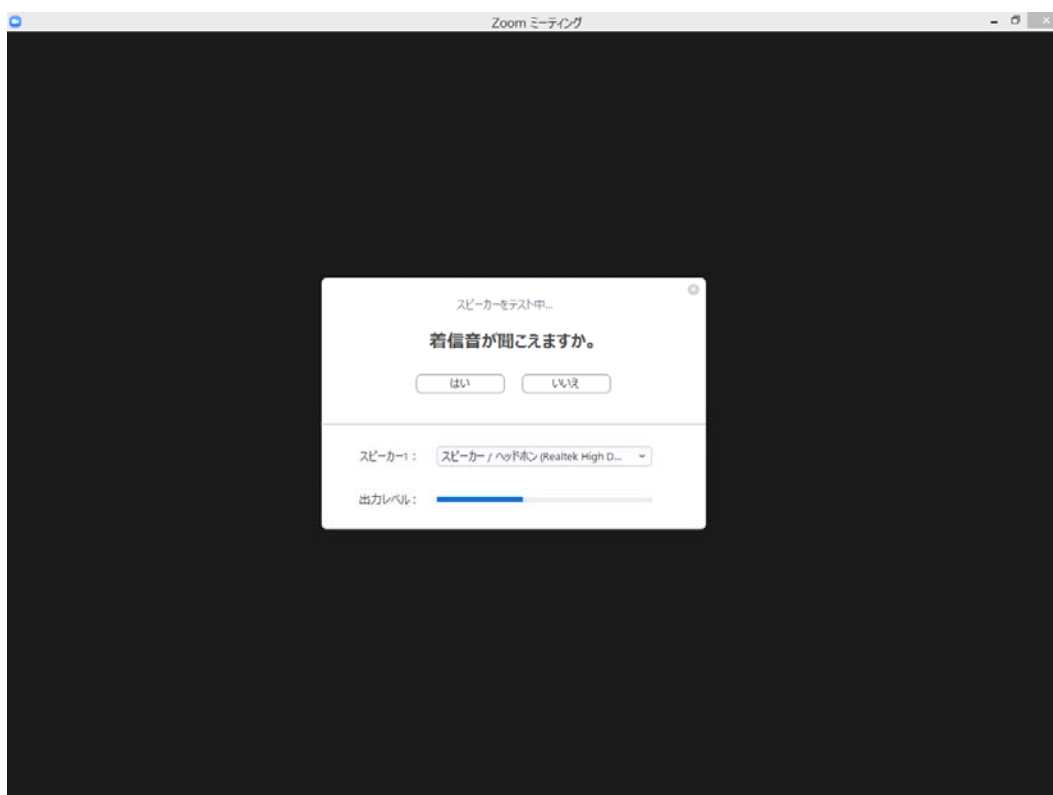 Zoom ミーティング
スピーカーをテスト中...
着信音が聞こえますか。
はい
いいえ
スピーカー1：
スピーカー / ヘッドホン (Realtek High D...
出力レベル：